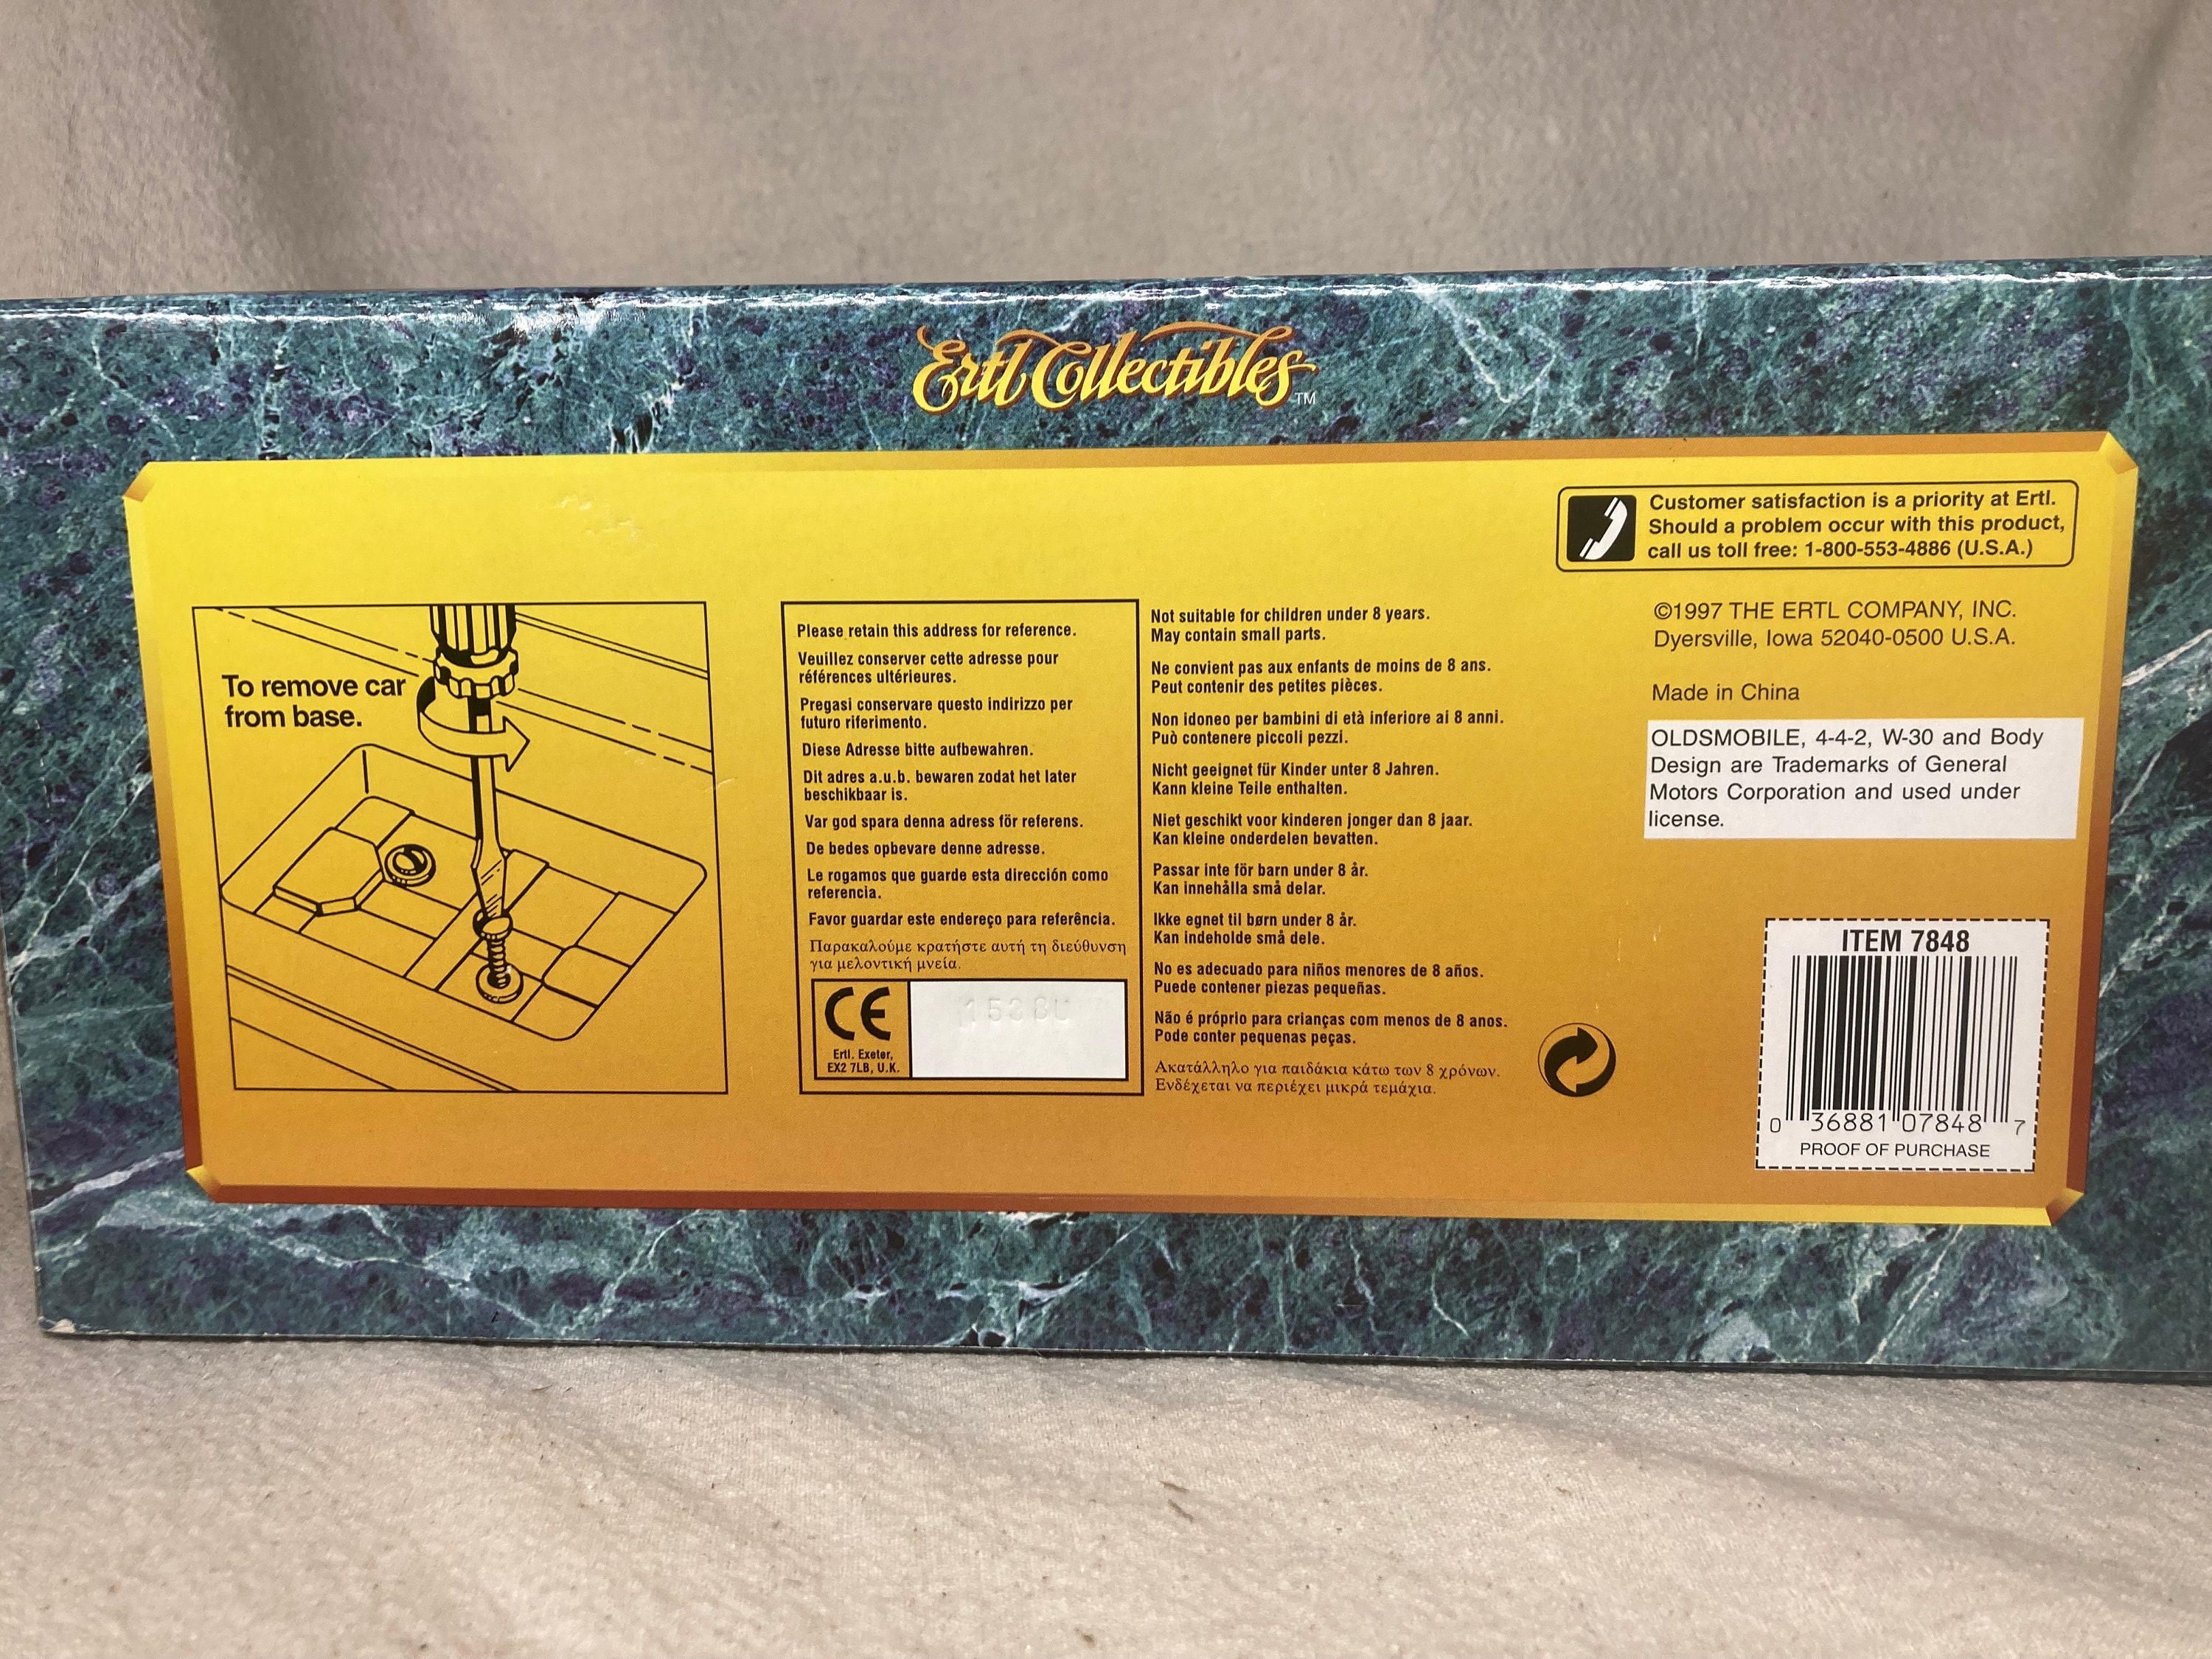 Ertl Collectibles™
Customer satisfaction is a priority at Ertl.
Should a problem occur with this product,
call us toll free: 1-800-553-4886 (U.S.A.)
To remove car
from base.
Please retain this address for reference.
Veuillez conserver cette adresse pour
références ultérieures.
Pregasi conservare questo indirizzo per
futuro riferimento.
Diese Adresse bitte aufbewahren.
Dit adres a.u.b. bewaren zodat het later
beschikbaar is.
Var god spara denna adress för referens.
De bedes opbevare denne adresse.
Le rogamos que guarde esta dirección como
referencia.
Favor guardar este endereço para referência.
Παρακαλούμε κρατήστε αυτή τη διεύθυνση
για μελοντική μνεία.
CE
Ertl. Exeter,
EX2 7LB, U.K.
Not suitable for children under 8 years.
May contain small parts.
Ne convient pas aux enfants de moins de 8 ans.
Peut contenir des petites pièces.
Non idoneo per bambini di età inferiore ai 8 anni.
Può contenere piccoli pezzi.
Nicht geeignet für Kinder unter 8 Jahren.
Kann kleine Teile enthalten.
Niet geschikt voor kinderen jonger dan 8 jaar.
Kan kleine onderdelen bevatten.
Passar inte för barn under 8 år.
Kan innehålla små delar.
Ikke egnet til børn under 8 år.
Kan indeholde små dele.
No es adecuado para niños menores de 8 años.
Puede contener piezas pequeñas.
Não é próprio para crianças com menos de 8 anos.
Pode conter pequenas peças.
Ακατάλληλο για παιδάκια κάτω των 8 χρόνων.
Ενδέχεται να περιέχει μικρά τεμάχια.
©1997 THE ERTL COMPANY, INC.
Dyersville, Iowa 52040-0500 U.S.A.
Made in China
OLDSMOBILE, 4-4-2, W-30 and Body
Design are Trademarks of General
Motors Corporation and used under
license.
ITEM 7848
0 36881 07848 7
PROOF OF PURCHASE